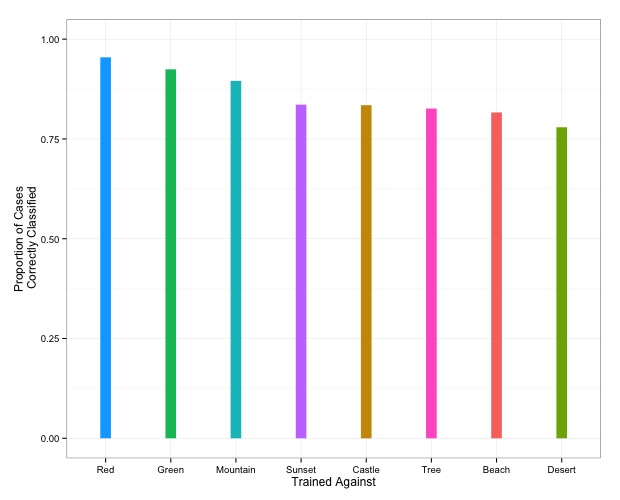 1.00
0.75
0.50
0.25
0.00
Proportion of Cases
Correctly Classified
Red Green Mountain Sunset Castle Tree Beach Desert
Trained Against